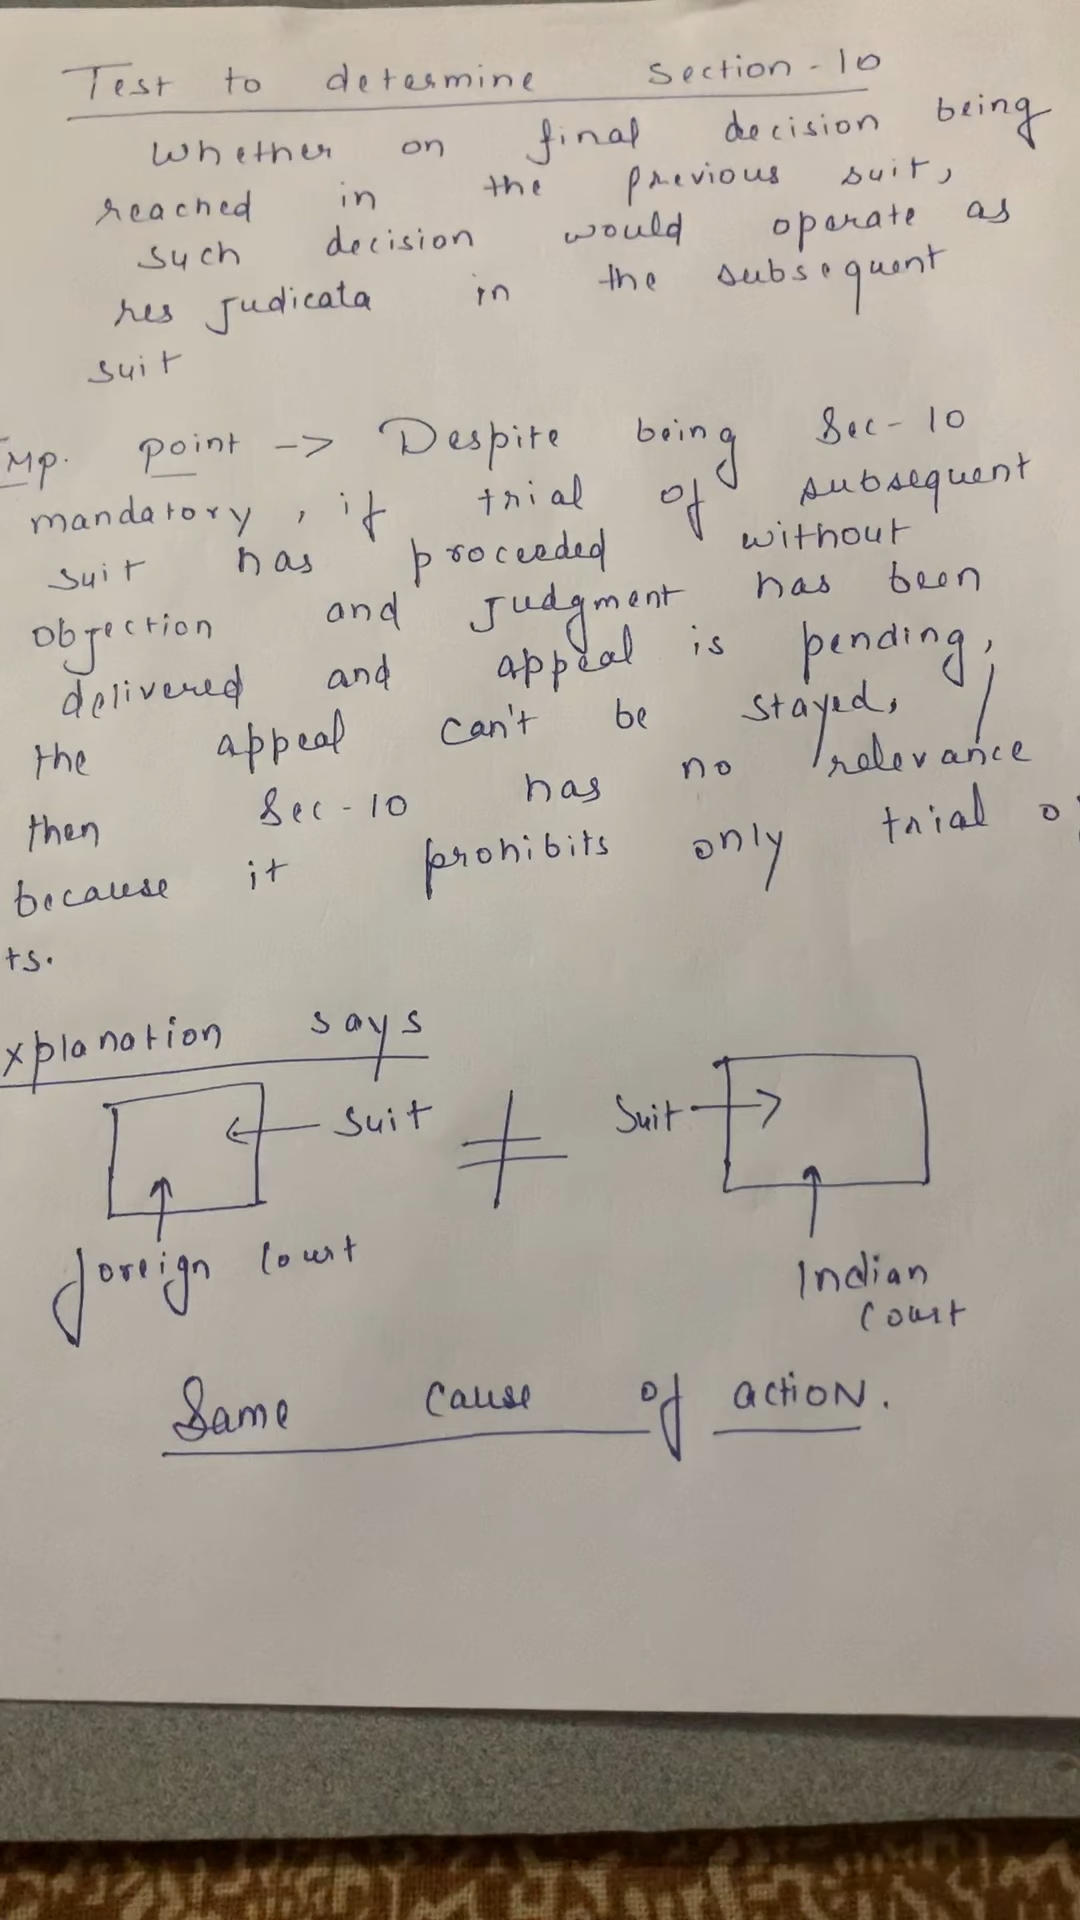 Test to determine Section-10
Whether on final decision being
reached in the previous suit,
such decision would operate as
res judicata in the subsequent
suit
Imp. point -> Despite being Sec-10
mandatory, if trial of subsequent
suit has proceeded without
objection and judgment has been
delivered and appeal is pending,
the appeal can't be stayed,
then Sec-10 has no relevance
because it prohibits only trial of
ts.
xplanation says
Suit ≠ Suit
foreign Court
Indian
Court
Same cause of action.